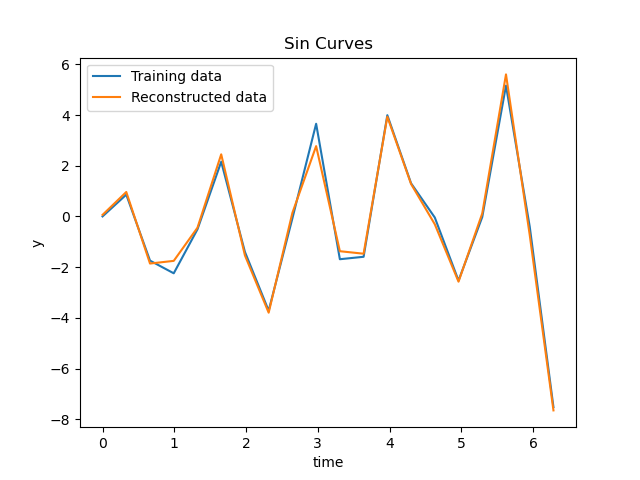 Sin Curves
Training data
Reconstructed data
6
4
2
0
−2
−4
−6
−8
y
0 1 2 3 4 5 6
time